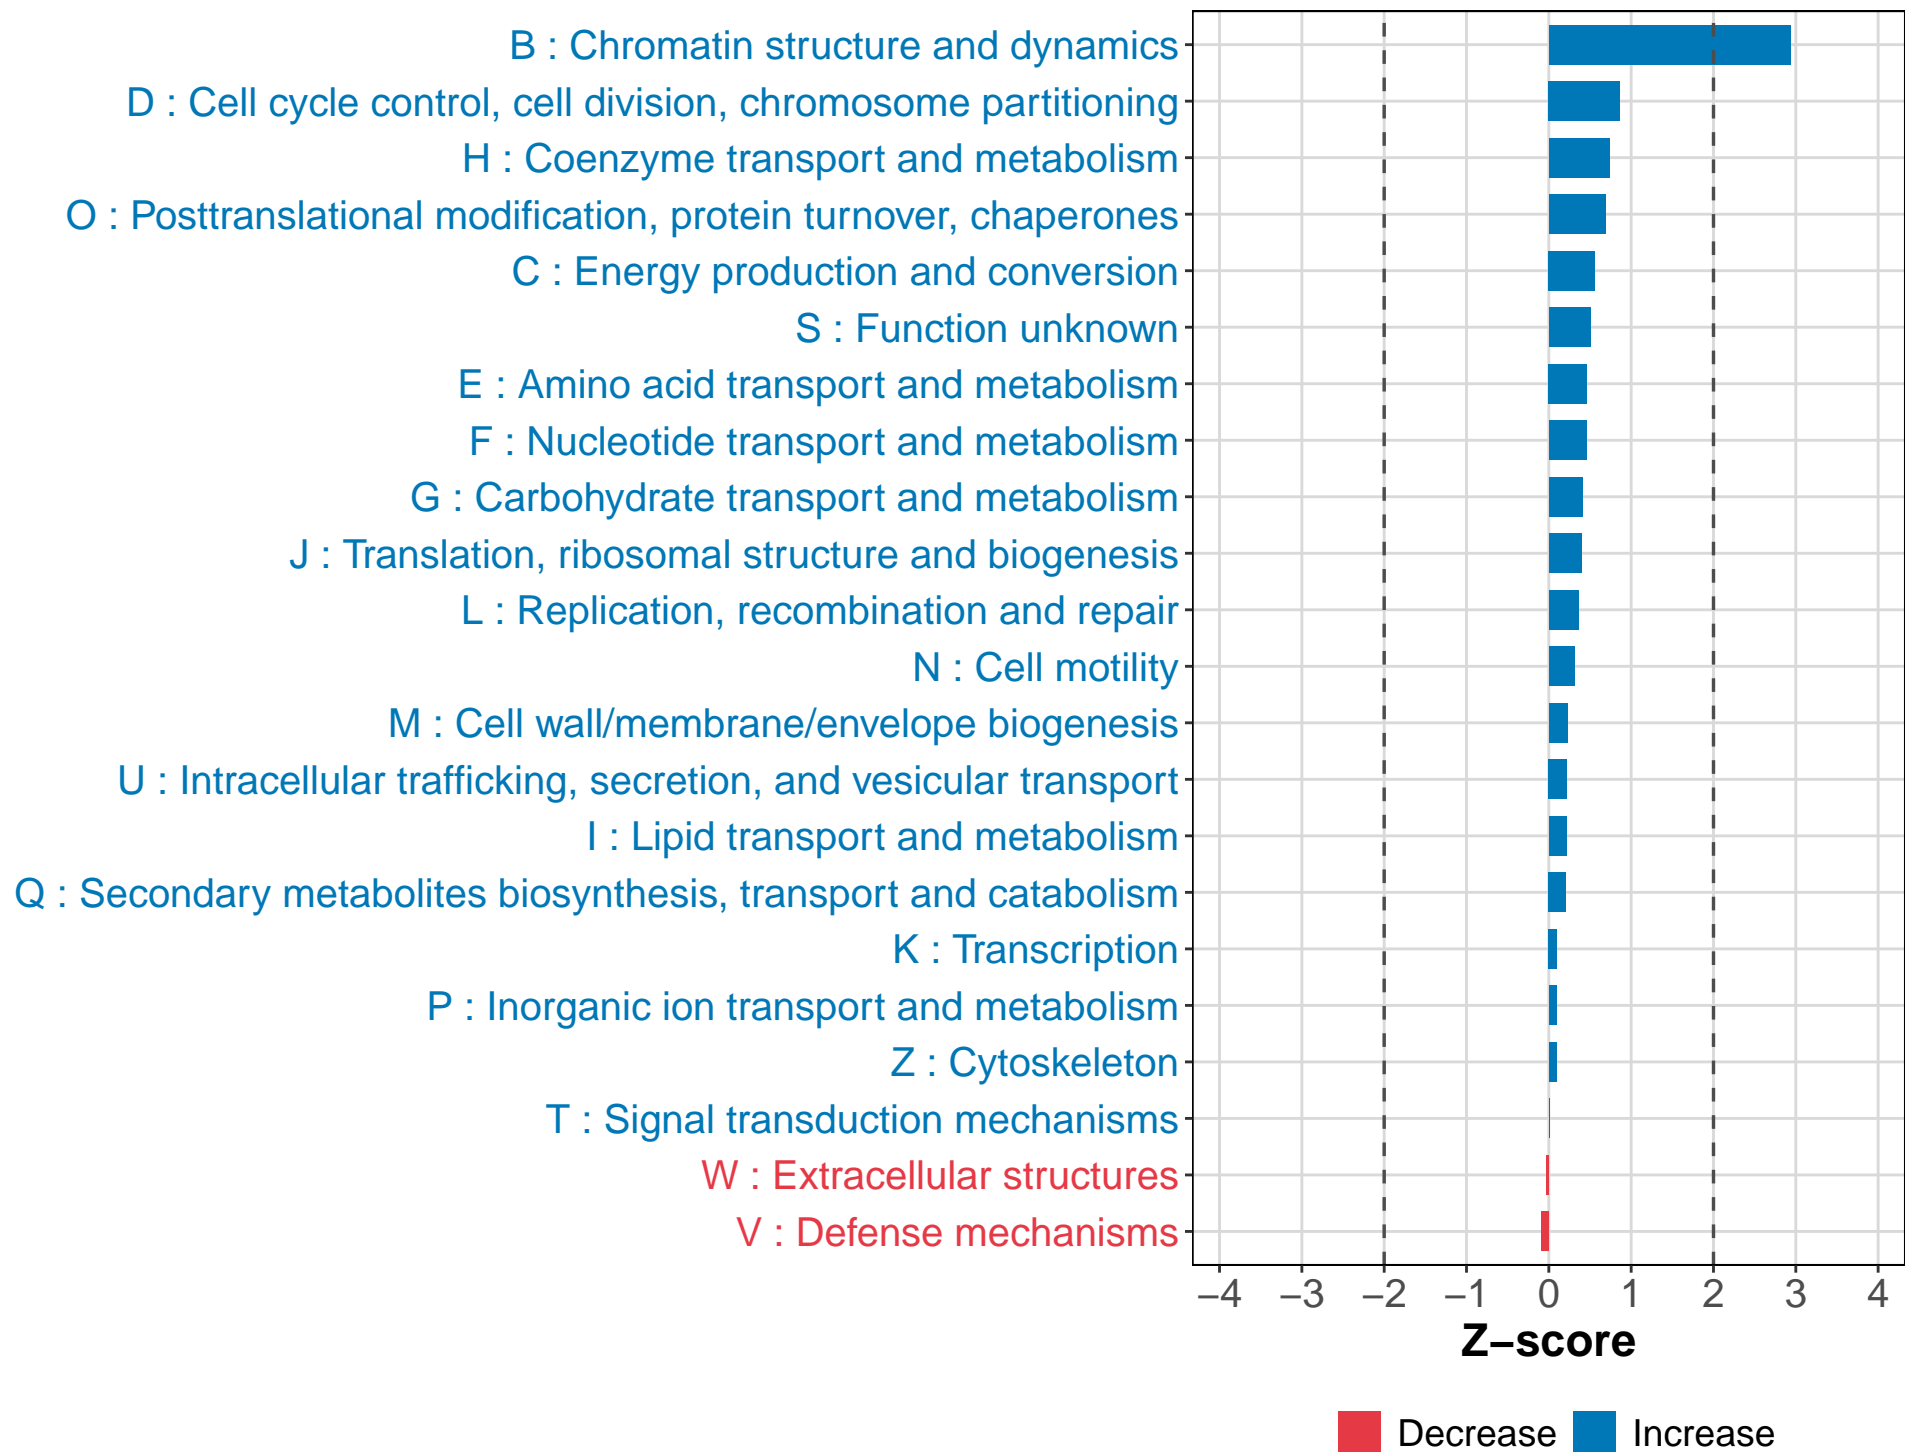 B : Chromatin structure and dynamics
D : Cell cycle control, cell division, chromosome partitioning
H : Coenzyme transport and metabolism
O : Posttranslational modification, protein turnover, chaperones
C : Energy production and conversion
S : Function unknown
E : Amino acid transport and metabolism
F : Nucleotide transport and metabolism
G : Carbohydrate transport and metabolism
J : Translation, ribosomal structure and biogenesis
L : Replication, recombination and repair
N : Cell motility
M : Cell wall/membrane/envelope biogenesis
U : Intracellular trafficking, secretion, and vesicular transport
I : Lipid transport and metabolism
Q : Secondary metabolites biosynthesis, transport and catabolism
K : Transcription
P : Inorganic ion transport and metabolism
Z : Cytoskeleton
T : Signal transduction mechanisms
W : Extracellular structures
V : Defense mechanisms
−4 −3 −2 −1 0 1 2 3 4
Z−score
Decrease Increase